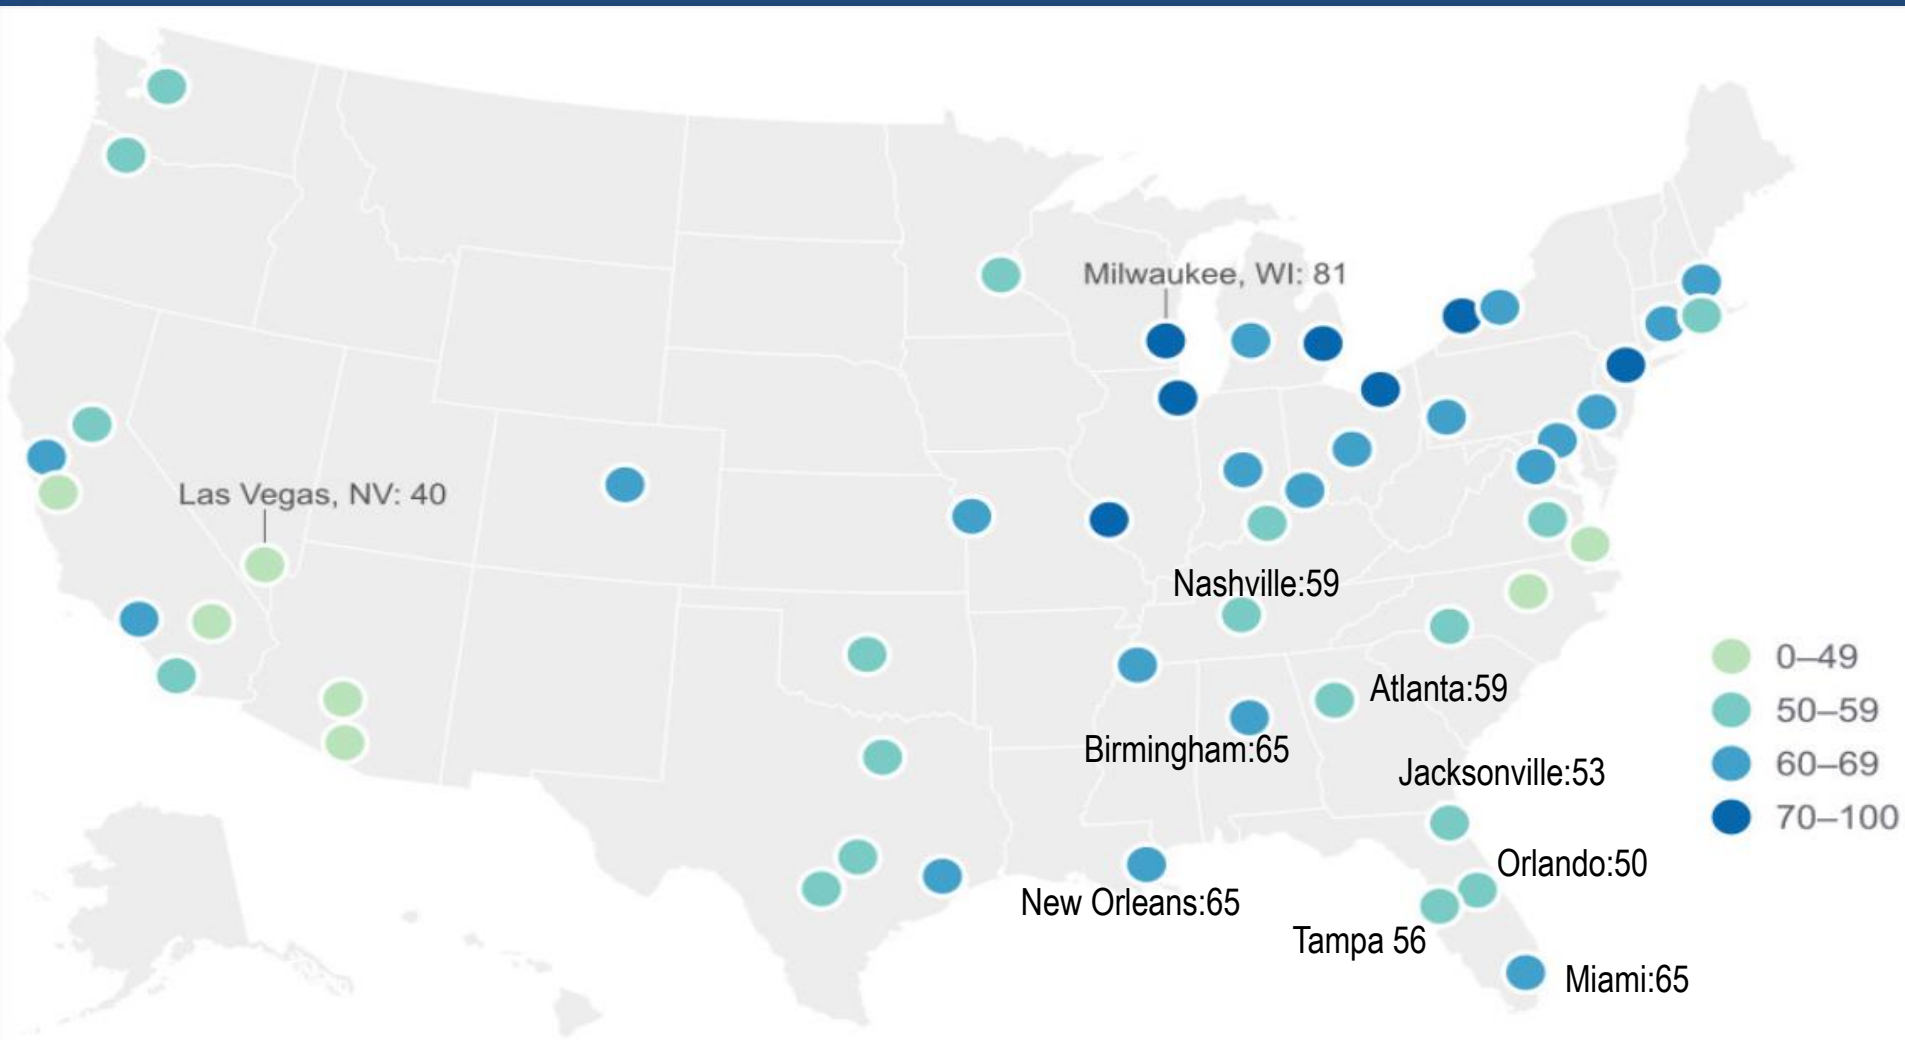 Milwaukee, WI: 81
Las Vegas, NV: 40
Nashville:59
Atlanta:59
Birmingham:65
Jacksonville:53
Orlando:50
New Orleans:65
Tampa 56
Miami:65
0–49
50–59
60–69
70–100